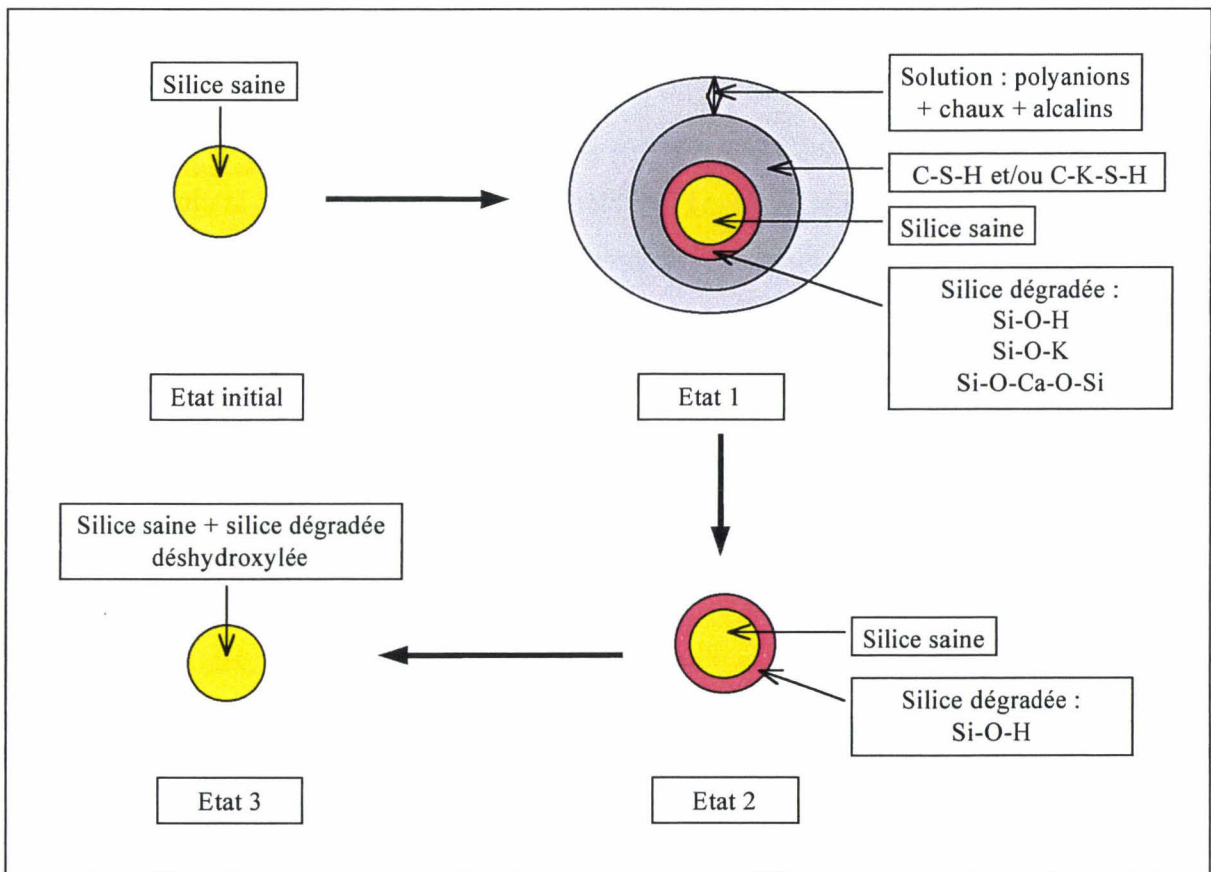 Silice saine
Solution : polyanions
+ chaux + alcalins
C-S-H et/ou C-K-S-H
Silice saine
Silice dégradée :
Si-O-H
Si-O-K
Si-O-Ca-O-Si
Etat initial
Etat 1
Silice saine + silice dégradée
déshydroxylée
Silice saine
Silice dégradée :
Si-O-H
Etat 3
Etat 2